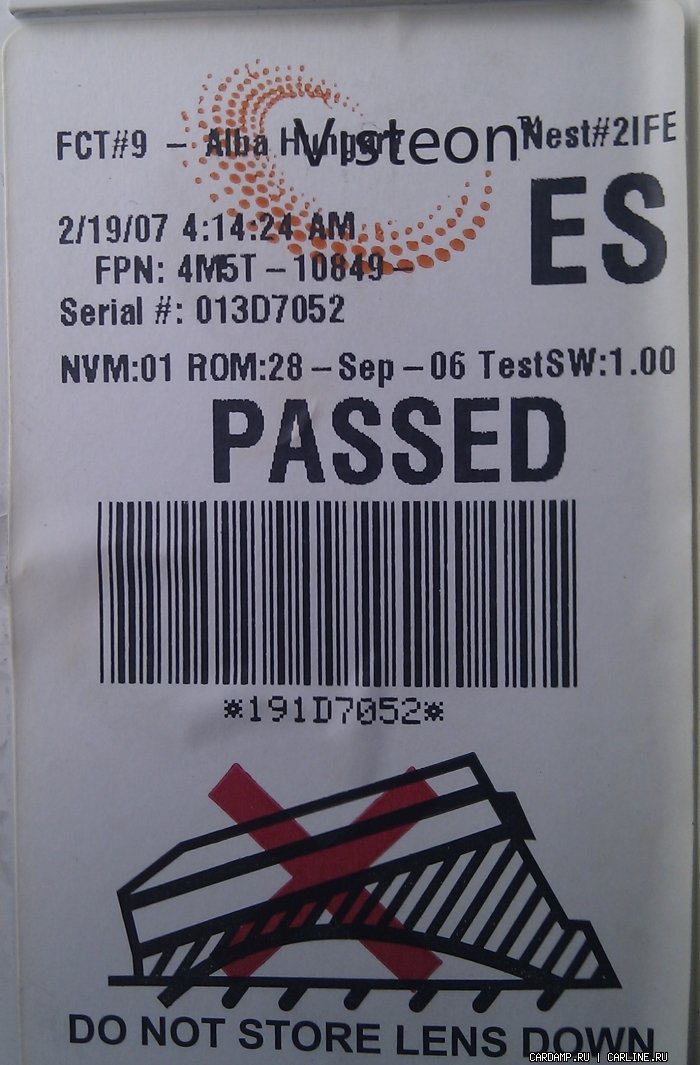 FCT#9 - Alba Hungary Visteon™ Nest#2IFE
ES
2/19/07 4:14:24 AM
FPN: 4M5T-10849-
Serial #: 013D7052
NVM:01 ROM:28-Sep-06 TestSW:1.00
PASSED
*191D7052*
DO NOT STORE LENS DOWN
CARDAMP.RU | CARLINE.RU